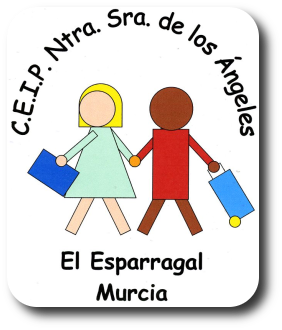 C.E.I.P. Ntra. Sra. de los Ángeles
El Esparragal
Murcia